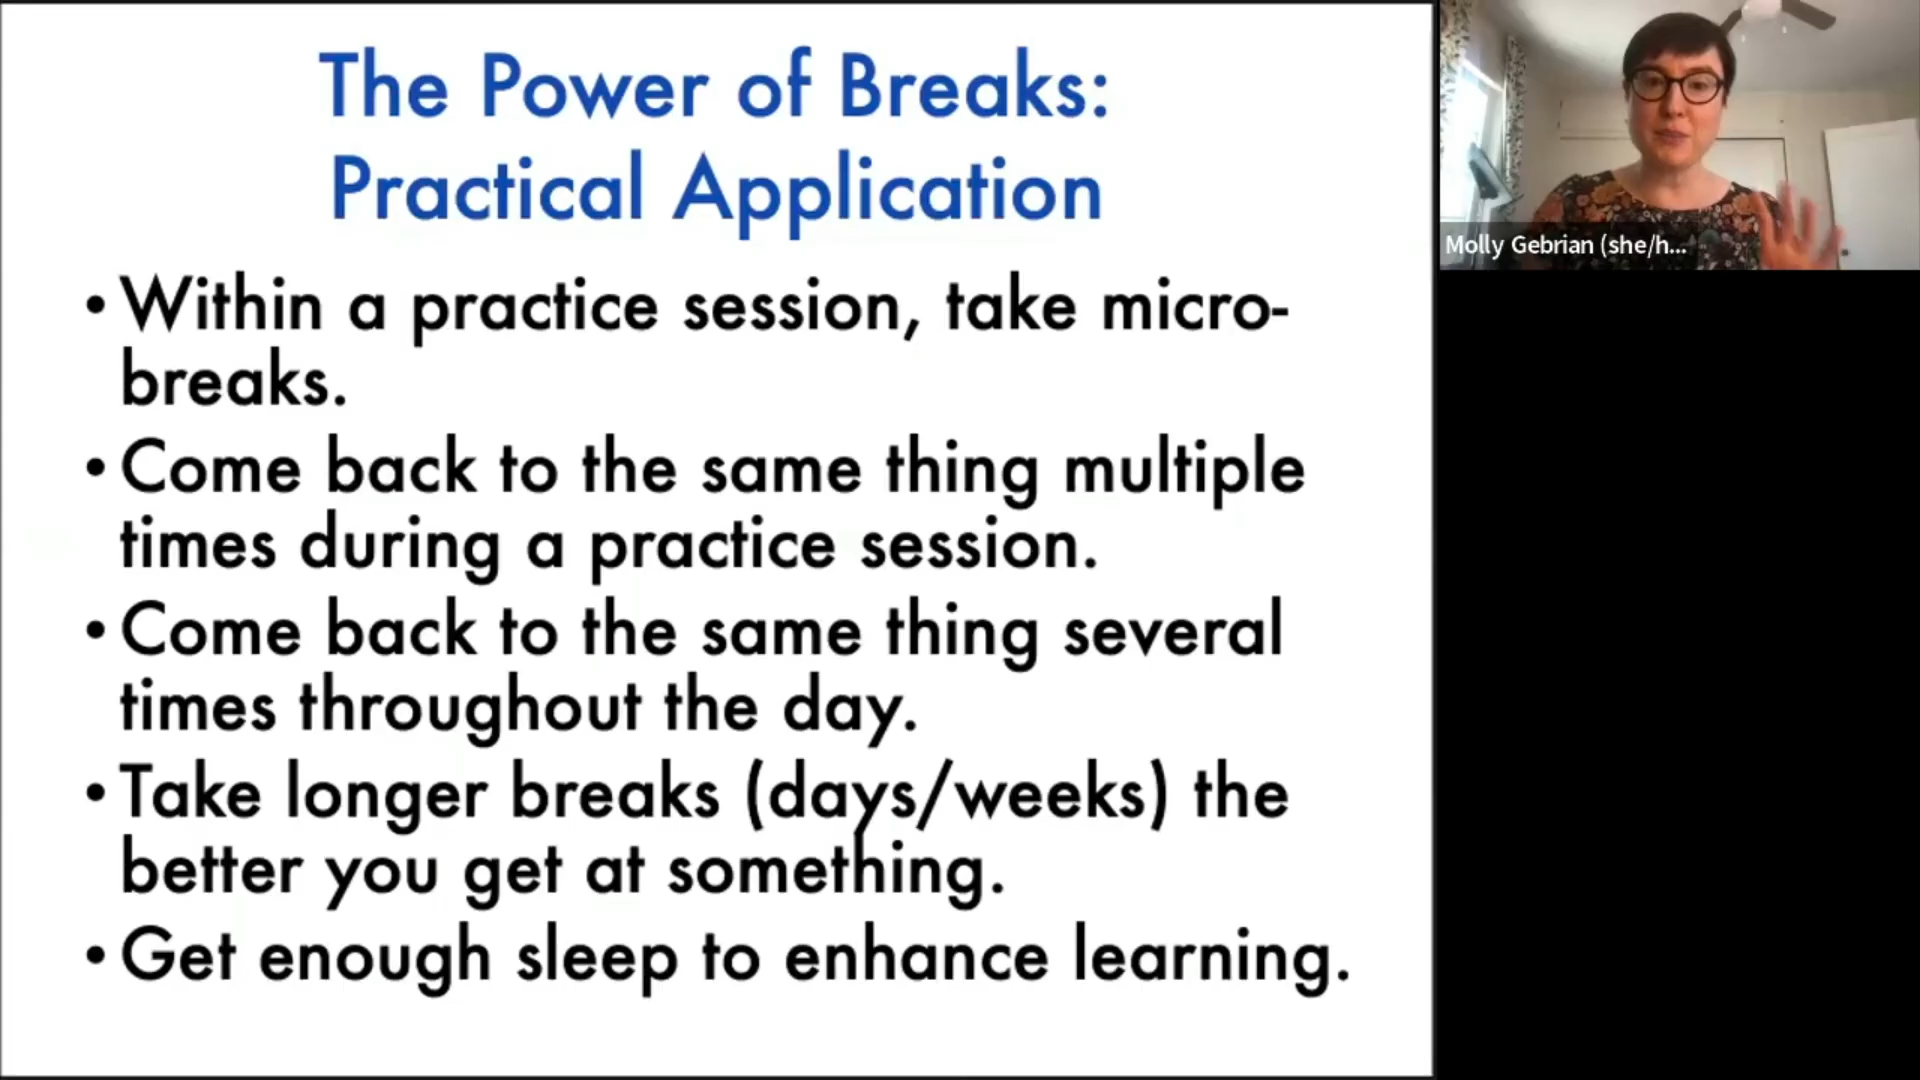 The Power of Breaks:
Practical Application
• Within a practice session, take micro-
breaks.
• Come back to the same thing multiple
times during a practice session.
• Come back to the same thing several
times throughout the day.
• Take longer breaks (days/weeks) the
better you get at something.
• Get enough sleep to enhance learning.
Molly Gebrian (she/h...